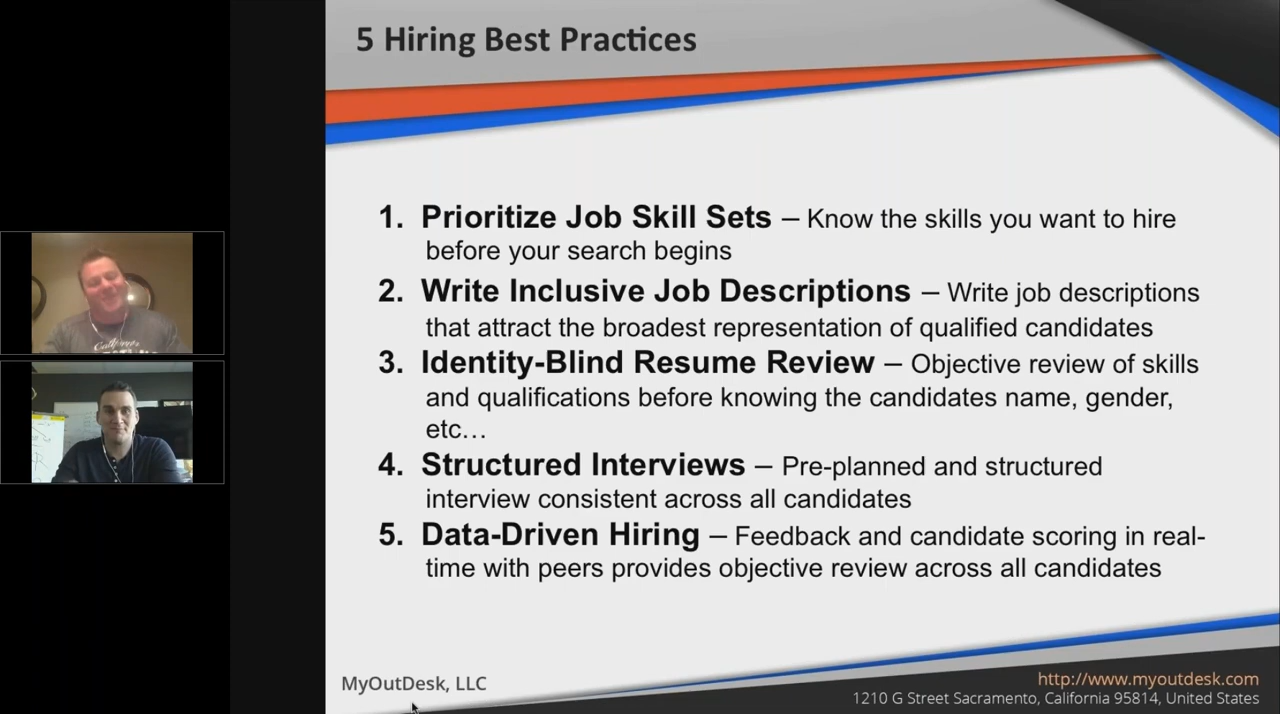 5 Hiring Best Practices
1. Prioritize Job Skill Sets – Know the skills you want to hire
before your search begins
2. Write Inclusive Job Descriptions – Write job descriptions
that attract the broadest representation of qualified candidates
3. Identity-Blind Resume Review – Objective review of skills
and qualifications before knowing the candidates name, gender,
etc…
4. Structured Interviews – Pre-planned and structured
interview consistent across all candidates
5. Data-Driven Hiring – Feedback and candidate scoring in real-
time with peers provides objective review across all candidates
MyOutDesk, LLC
http://www.myoutdesk.com
1210 G Street Sacramento, California 95814, United States